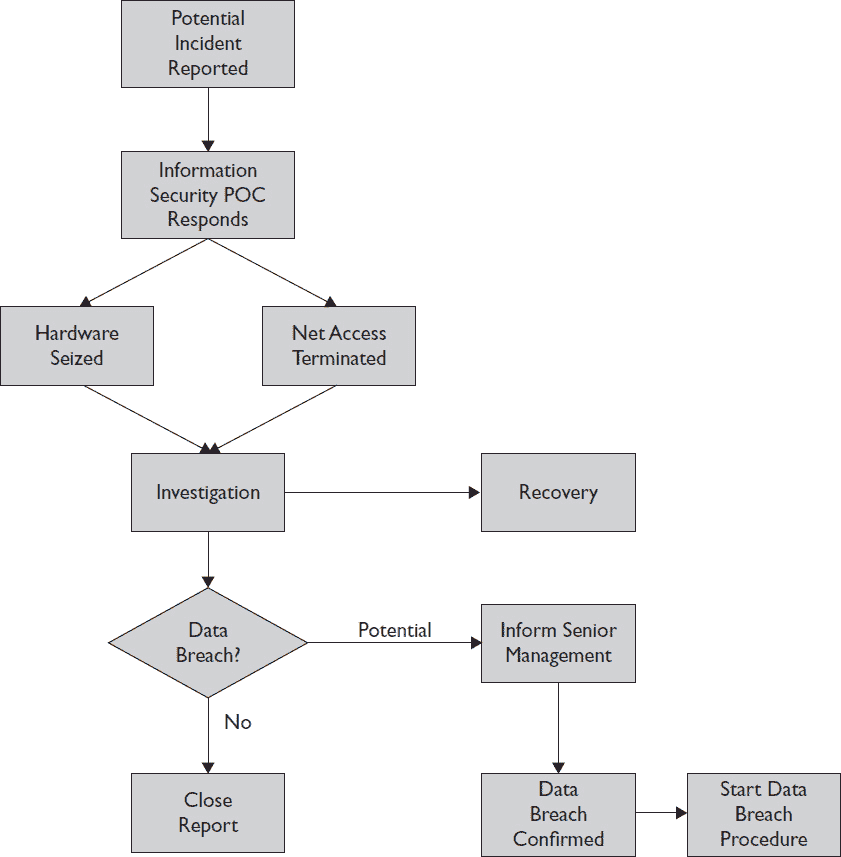 Potential
Incident
Reported
Information
Security POC
Responds
Hardware
Seized
Net Access
Terminated
Investigation
Recovery
Data
Breach?
Potential
Inform Senior
Management
No
Close
Report
Data
Breach
Confirmed
Start Data
Breach
Procedure